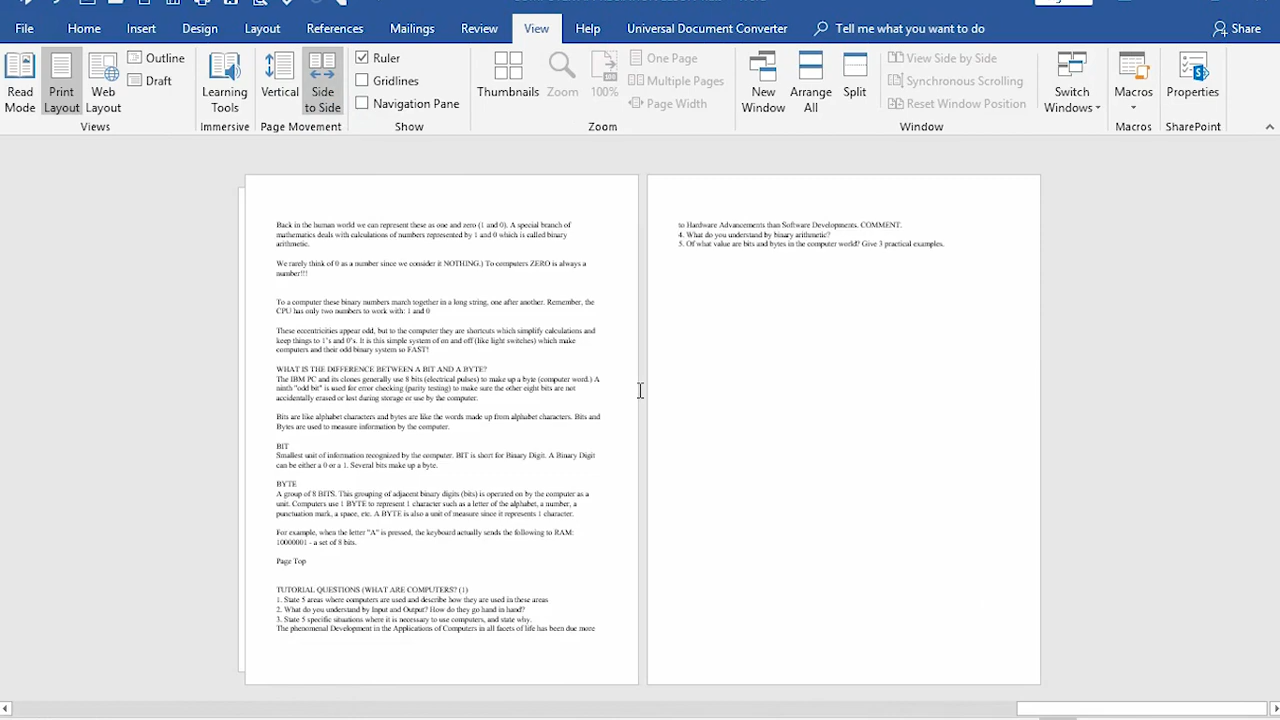 File Home Insert Design Layout References Mailings Review View Help Universal Document Converter Tell me what you want to do Share
Read Mode
Print Layout
Web Layout
Outline
Draft
Views
Learning Tools
Immersive
Vertical
Side to Side
Page Movement
Ruler
Gridlines
Navigation Pane
Show
Thumbnails
Zoom
100%
One Page
Multiple Pages
Page Width
Zoom
New Window
Arrange All
Split
View Side by Side
Synchronous Scrolling
Reset Window Position
Window
Switch Windows
Macros
Macros
Properties
SharePoint
Back in the human world we can represent these as one and zero (1 and 0). A special branch of
mathematics deals with calculations of numbers represented by 1 and 0 which is called binary
arithmetic.
We rarely think of 0 as a number since we consider it NOTHING.) To computers ZERO is always a
number!!!
To a computer these binary numbers march together in a long string, one after another. Remember, the
CPU has only two numbers to work with: 1 and 0
These eccentricities appear odd, but to the computer they are shortcuts which simplify calculations and
keep things to 1's and 0's. It is this simple system of on and off (like light switches) which make
computers and their odd binary system so FAST!
WHAT IS THE DIFFERENCE BETWEEN A BIT AND A BYTE?
The IBM PC and its clones generally use 8 bits (electrical pulses) to make up a byte (computer word.) A
ninth "odd bit" is used for error checking (parity testing) to make sure the other eight bits are not
accidentally erased or lost during storage or use by the computer.
Bits are like alphabet characters and bytes are like the words made up from alphabet characters. Bits and
Bytes are used to measure information by the computer.
BIT
Smallest unit of information recognized by the computer. BIT is short for Binary Digit. A Binary Digit
can be either a 0 or a 1. Several bits make up a byte.
BYTE
A group of 8 BITS. This grouping of adjacent binary digits (bits) is operated on by the computer as a
unit. Computers use 1 BYTE to represent 1 character such as a letter of the alphabet, a number, a
punctuation mark, a space, etc. A BYTE is also a unit of measure since it represents 1 character.
For example, when the letter "A" is pressed, the keyboard actually sends the following to RAM:
10000001 - a set of 8 bits.
Page Top
TUTORIAL QUESTIONS (WHAT ARE COMPUTERS? (1)
1. State 5 areas where computers are used and describe how they are used in these areas
2. What do you understand by Input and Output? How do they go hand in hand?
3. State 5 specific situations where it is necessary to use computers, and state why.
The phenomenal Development in the Applications of Computers in all facets of life has been due more
to Hardware Advancements than Software Developments. COMMENT.
4. What do you understand by binary arithmetic?
5. Of what value are bits and bytes in the computer world? Give 3 practical examples.